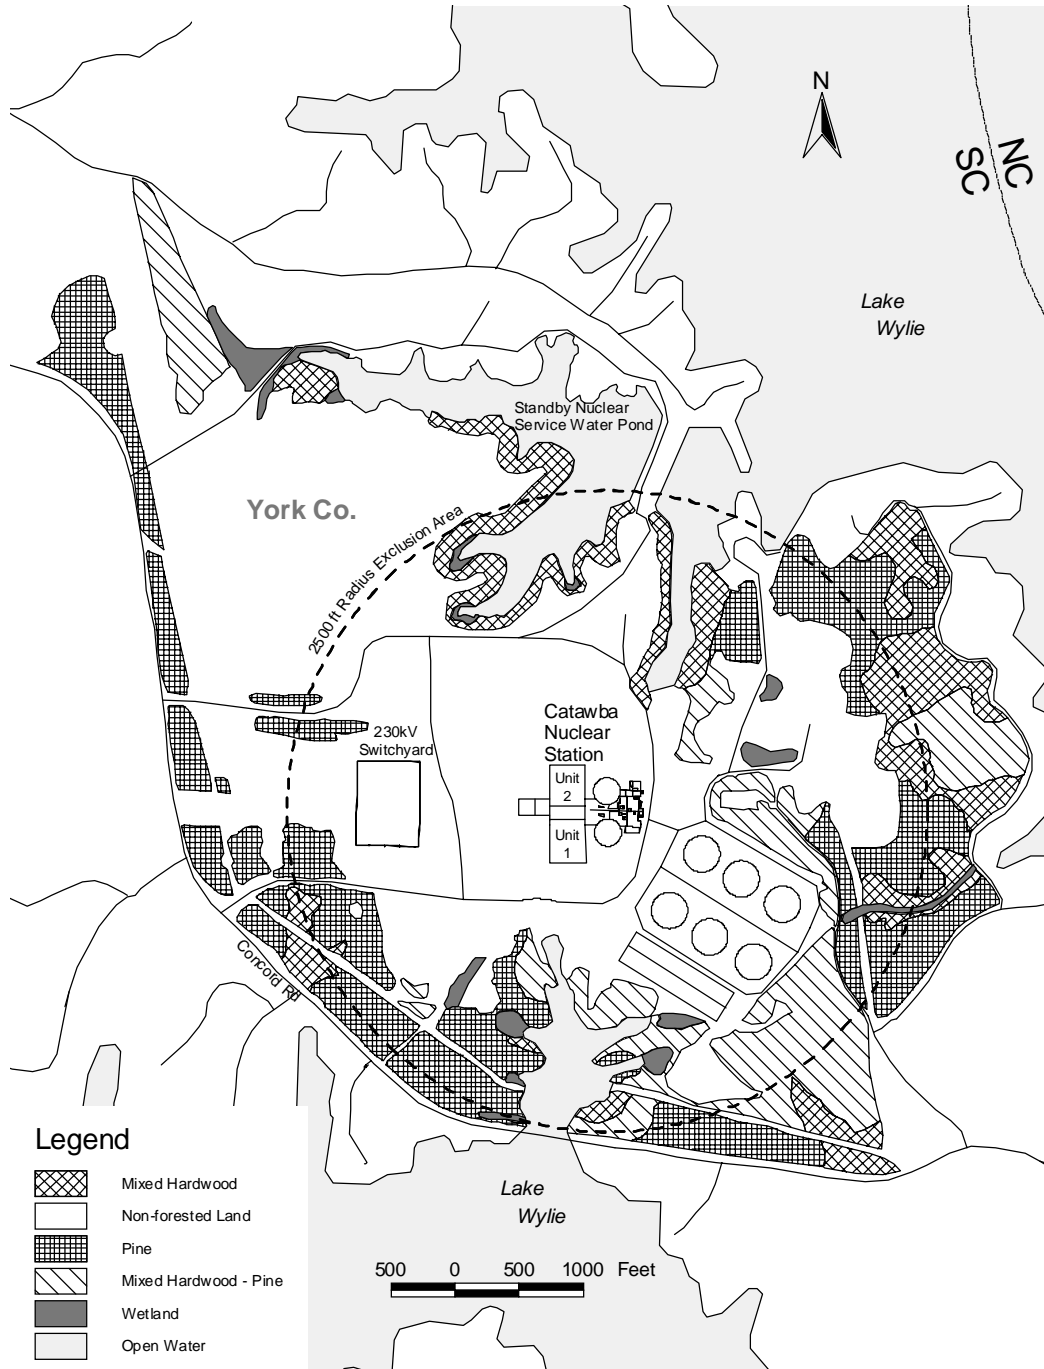 N
NC
SC
Lake
Wylie
Standby Nuclear
Service Water Pond
York Co.
2500 ft Radius Exclusion Area
230kV
Switchyard
Catawba
Nuclear
Station
Unit
2
Unit
1
Concord Rd
Legend
Mixed Hardwood
Non-forested Land
Pine
Mixed Hardwood - Pine
Wetland
Open Water
Lake
Wylie
500 0 500 1000 Feet